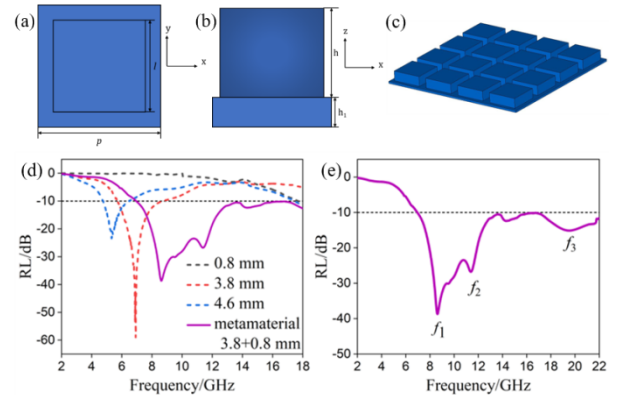 (a)
l
p
y
x
(b)
h
h₁
z
x
(c)
(d)
RL/dB
0
-10
-20
-30
-40
-50
-60
0.8 mm
3.8 mm
4.6 mm
metamaterial
3.8+0.8 mm
2 4 6 8 10 12 14 16 18
Frequency/GHz
(e)
RL/dB
0
-10
-20
-30
-40
-50
f₁
f₂
f₃
2 4 6 8 10 12 14 16 18 20 22
Frequency/GHz